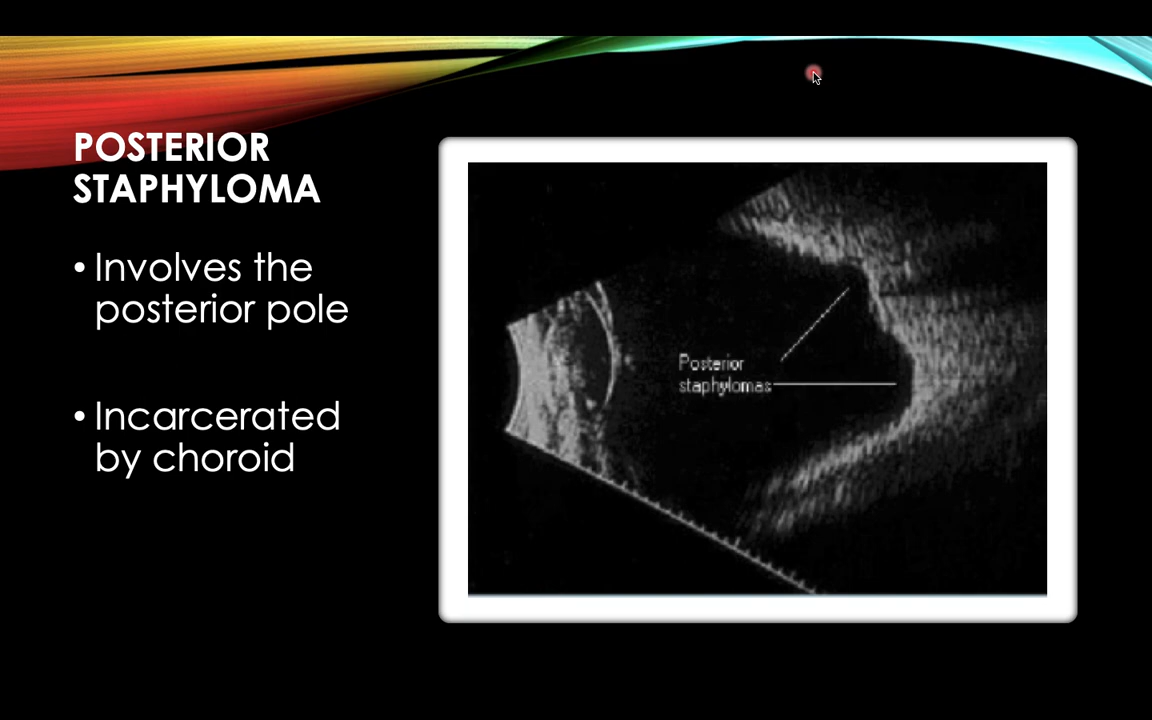 POSTERIOR
STAPHYLOMA
• Involves the
posterior pole
• Incarcerated
by choroid
Posterior
staphylomas